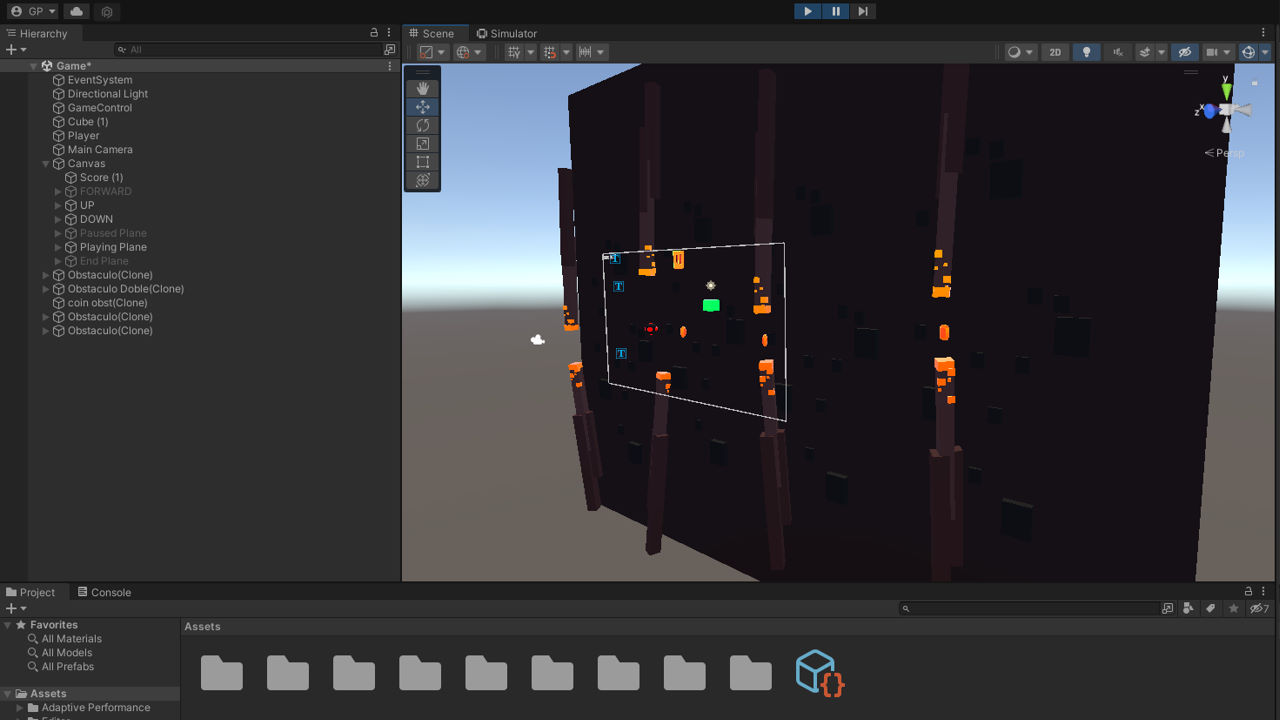 GP
Hierarchy
All
Game*
EventSystem
Directional Light
GameControl
Cube (1)
Player
Main Camera
Canvas
Score (1)
FORWARD
UP
DOWN
Paused Plane
Playing Plane
End Plane
Obstaculo(Clone)
Obstaculo Doble(Clone)
coin obst(Clone)
Obstaculo(Clone)
Obstaculo(Clone)
Scene
Simulator
2D
y
x
z
Persp
T
T
T
Project
Console
7
Favorites
All Materials
All Models
All Prefabs
Assets
Adaptive Performance
Editor
Assets
{}